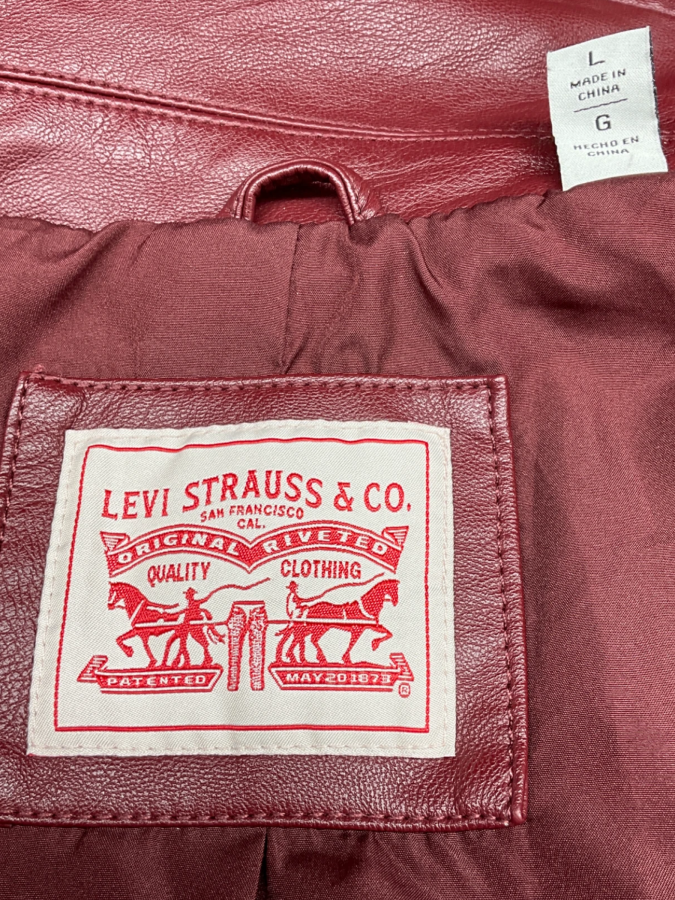 L
MADE IN
CHINA
G
HECHO EN
CHINA
LEVI STRAUSS & CO.
SAN FRANCISCO
CAL.
ORIGINAL RIVETED
QUALITY CLOTHING
PATENTED MAY 20 1873
®